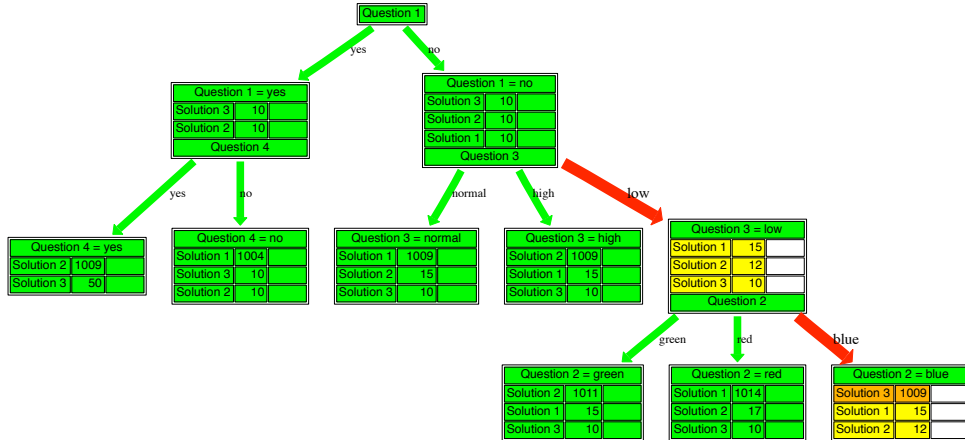 Question 1
yes
no
Question 1 = yes
Solution 3 10
Solution 2 10
Question 4
Question 1 = no
Solution 3 10
Solution 2 10
Solution 1 10
Question 3
yes
no
normal
high
low
Question 4 = yes
Solution 2 1009
Solution 3 50
Question 4 = no
Solution 1 1004
Solution 3 10
Solution 2 10
Question 3 = normal
Solution 1 1009
Solution 2 15
Solution 3 10
Question 3 = high
Solution 2 1009
Solution 1 15
Solution 3 10
Question 3 = low
Solution 1 15
Solution 2 12
Solution 3 10
Question 2
green
red
blue
Question 2 = green
Solution 2 1011
Solution 1 15
Solution 3 10
Question 2 = red
Solution 1 1014
Solution 2 17
Solution 3 10
Question 2 = blue
Solution 3 1009
Solution 1 15
Solution 2 12